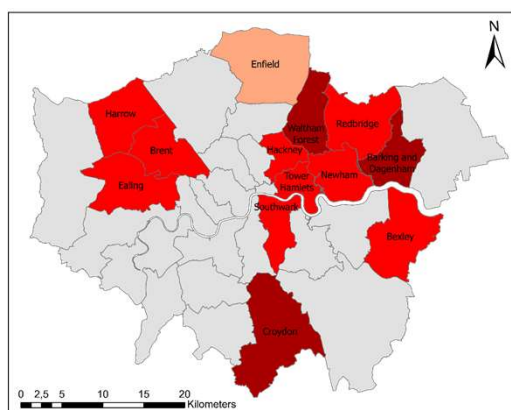 Enfield
N
Harrow
Waltham
Forest
Redbridge
Brent
Hackney
Barking and
Dagenham
Ealing
Tower
Hamlets
Newham
Southwark
Bexley
Croydon
0 2,5 5 10 15 20
Kilometers